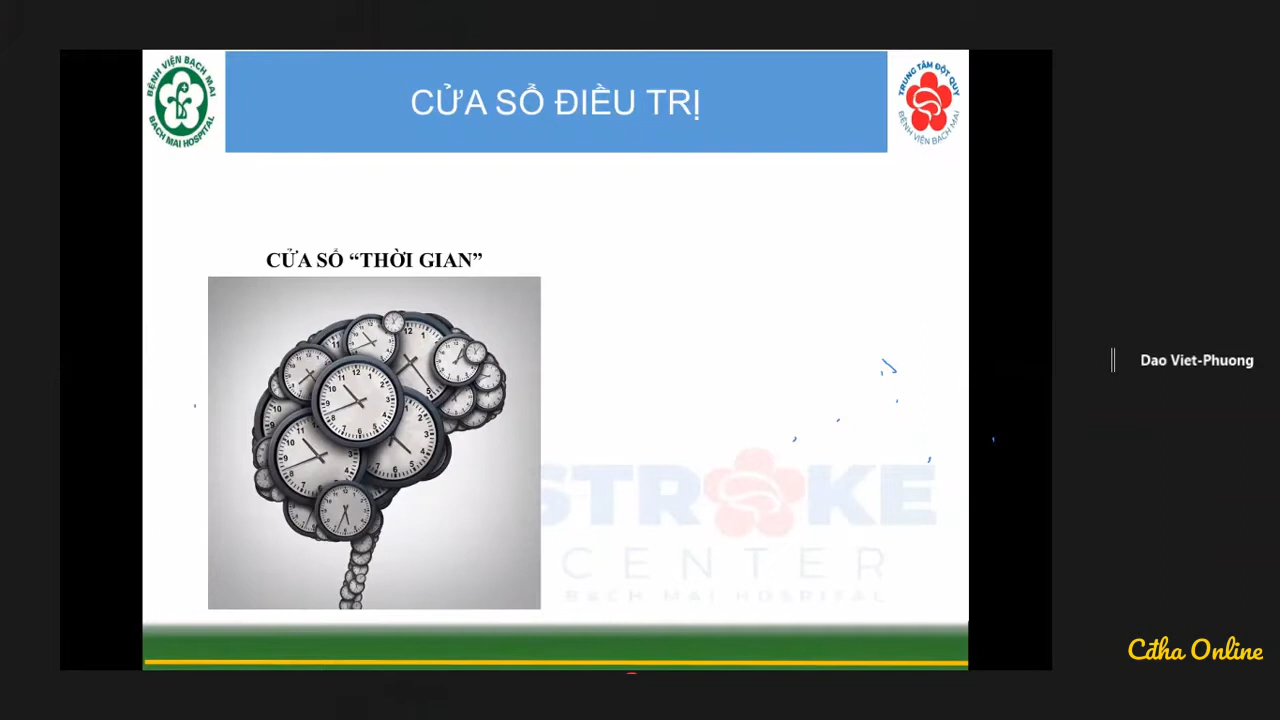 BỆNH VIỆN BẠCH MAI
BACH MAI HOSPITAL
CỬA SỔ ĐIỀU TRỊ
TRUNG TÂM ĐỘT QUỴ
BỆNH VIỆN BẠCH MAI
CỬA SỔ “THỜI GIAN”
Dao Viet-Phuong
STROKE
CENTER
BACH MAI HOSPITAL
Cđha Online